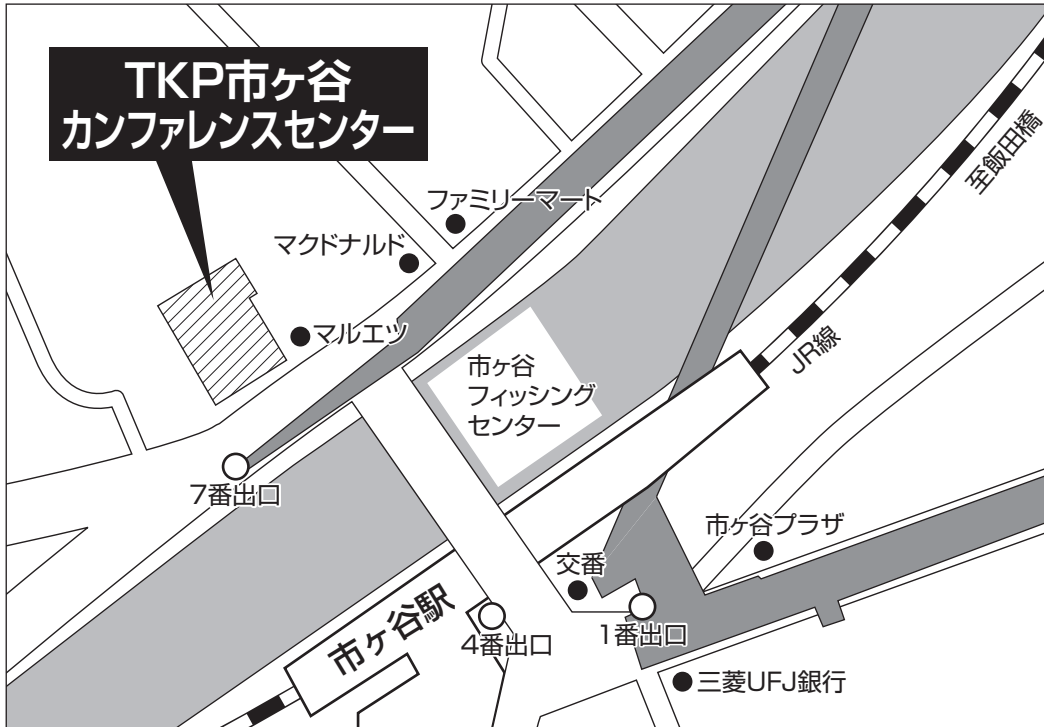 TKP市ヶ谷
カンファレンスセンター
至飯田橋
ファミリーマート
マクドナルド
マルエツ
JR線
市ヶ谷
フィッシング
センター
7番出口
市ヶ谷プラザ
交番
市ヶ谷駅
4番出口
1番出口
三菱UFJ銀行